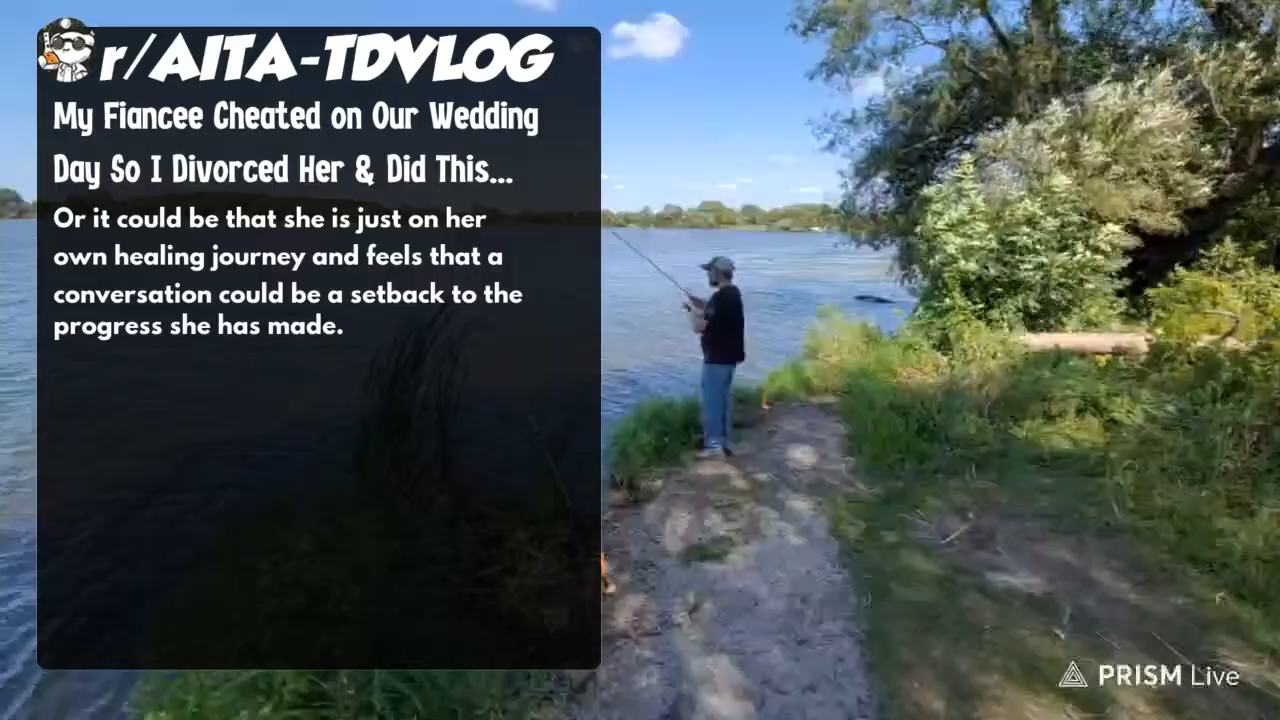 r/AITA-TDVLOG
My Fiancee Cheated on Our Wedding
Day So I Divorced Her & Did This...
Or it could be that she is just on her
own healing journey and feels that a
conversation could be a setback to the
progress she has made.
PRISM Live